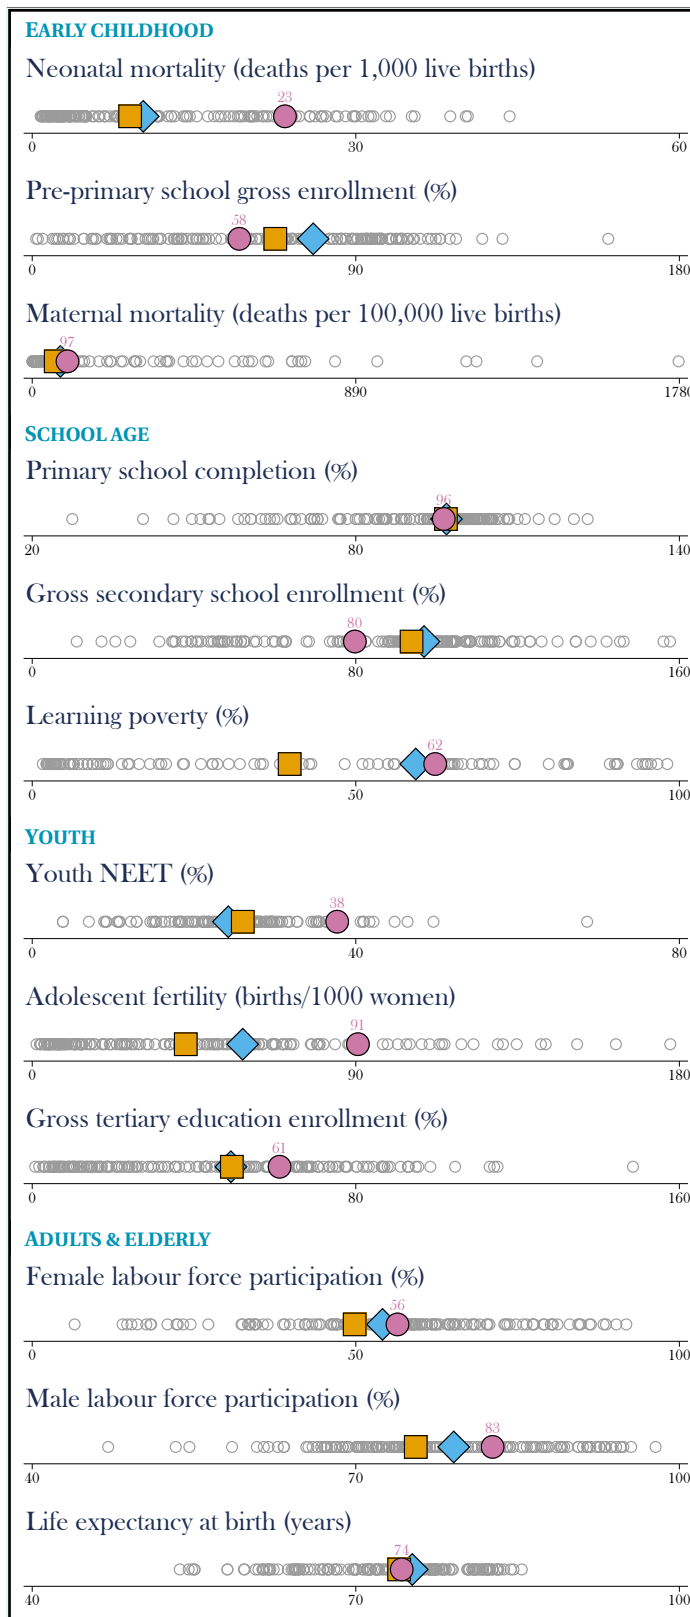 EARLY CHILDHOOD
Neonatal mortality (deaths per 1,000 live births)
23
0 30 60
Pre-primary school gross enrollment (%)
58
0 90 180
Maternal mortality (deaths per 100,000 live births)
97
0 890 1780
SCHOOL AGE
Primary school completion (%)
96
20 80 140
Gross secondary school enrollment (%)
80
0 80 160
Learning poverty (%)
62
0 50 100
YOUTH
Youth NEET (%)
38
0 40 80
Adolescent fertility (births/1000 women)
91
0 90 180
Gross tertiary education enrollment (%)
61
0 80 160
ADULTS & ELDERLY
Female labour force participation (%)
56
0 50 100
Male labour force participation (%)
83
40 70 100
Life expectancy at birth (years)
74
40 70 100